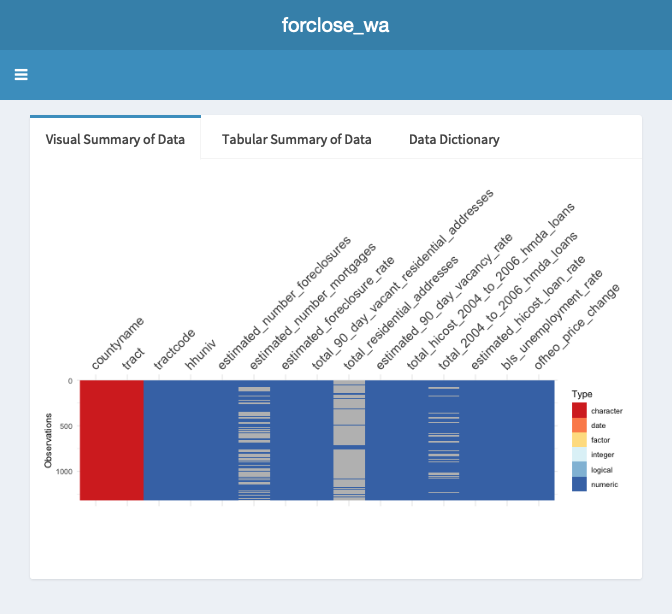 forclose_wa
Visual Summary of Data
Tabular Summary of Data
Data Dictionary
countyname
tract
tractcode
hhuniv
estimated_number_foreclosures
estimated_number_mortgages
estimated_foreclosure_rate
total_90_day_vacant_residential_addresses
total_residential_addresses
estimated_90_day_vacancy_rate
total_hicost_2004_to_2006_hmda_loans
total_2004_to_2006_hmda_loans
estimated_hicost_loan_rate
bls_unemployment_rate
ofheo_price_change
0
500
1000
Observations
Type
character
date
factor
integer
logical
numeric